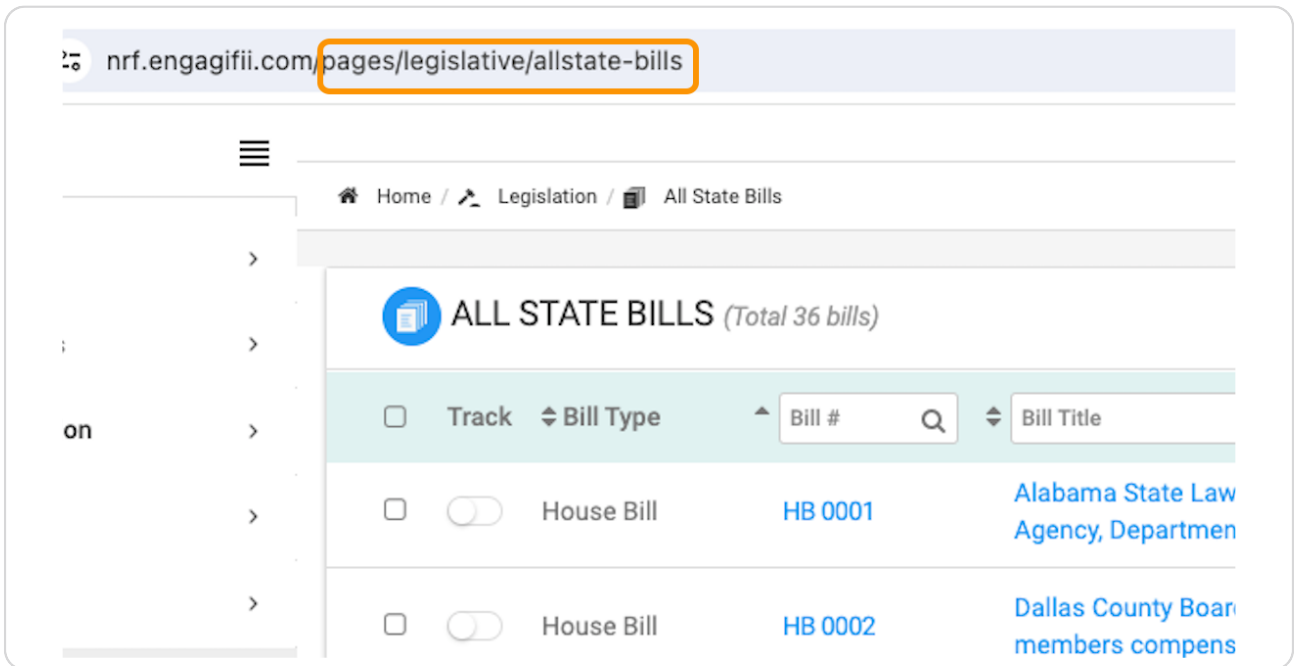 nrf.engagifii.com/pages/legislative/allstate-bills
Home / Legislation / All State Bills
on
ALL STATE BILLS (Total 36 bills)
Track Bill Type Bill # Bill Title
House Bill HB 0001 Alabama State Law
Agency, Departmen
House Bill HB 0002 Dallas County Boar
members compens